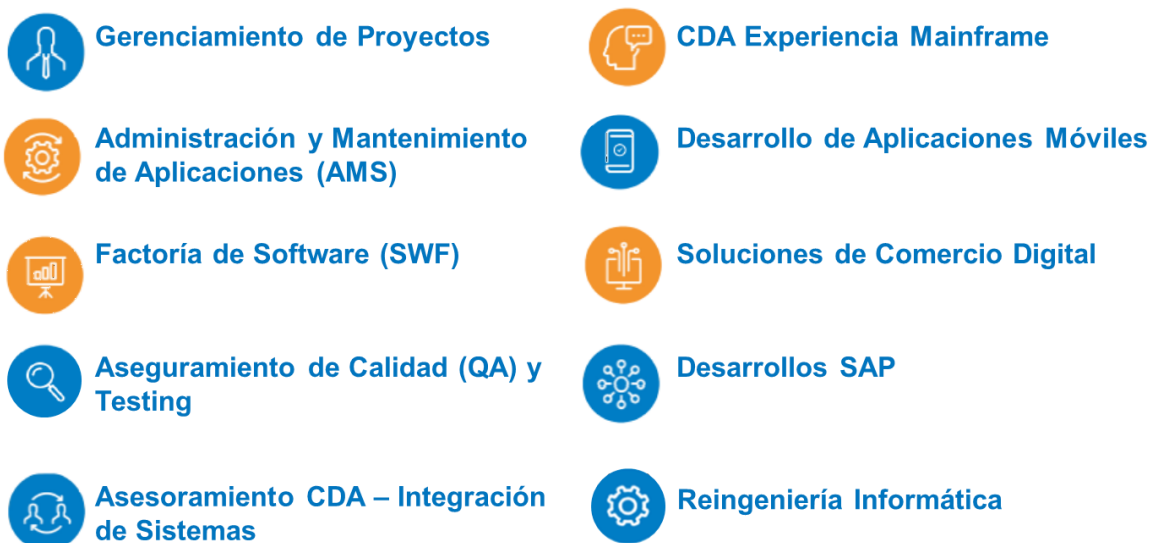 Gerenciamiento de Proyectos
Administración y Mantenimiento
de Aplicaciones (AMS)
Factoría de Software (SWF)
Aseguramiento de Calidad (QA) y
Testing
Asesoramiento CDA – Integración
de Sistemas
CDA Experiencia Mainframe
Desarrollo de Aplicaciones Móviles
Soluciones de Comercio Digital
Desarrollos SAP
Reingeniería Informática